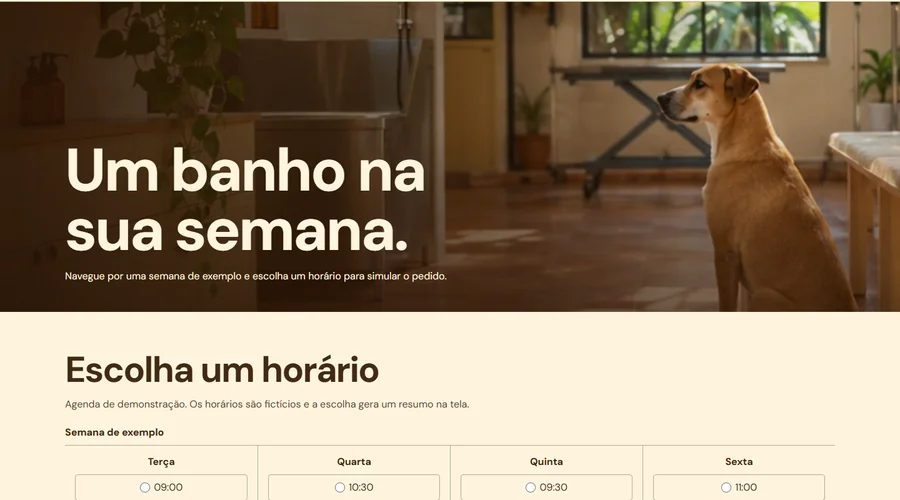 Um banho na
sua semana.
Navegue por uma semana de exemplo e escolha um horário para simular o pedido.
Escolha um horário
Agenda de demonstração. Os horários são fictícios e a escolha gera um resumo na tela.
Semana de exemplo
Terça Quarta Quinta Sexta
09:00 10:30 09:30 11:00